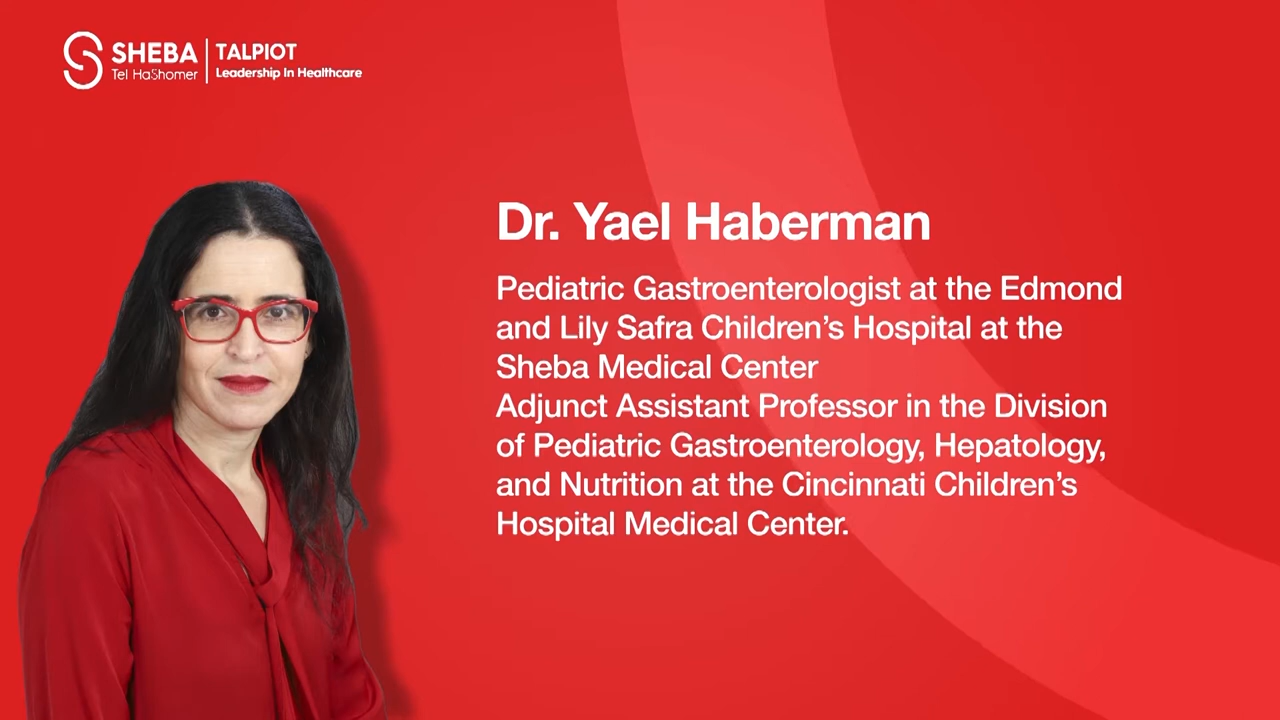 SHEBA
Tel HaShomer
TALPIOT
Leadership In Healthcare
Dr. Yael Haberman
Pediatric Gastroenterologist at the Edmond
and Lily Safra Children’s Hospital at the
Sheba Medical Center
Adjunct Assistant Professor in the Division
of Pediatric Gastroenterology, Hepatology,
and Nutrition at the Cincinnati Children’s
Hospital Medical Center.